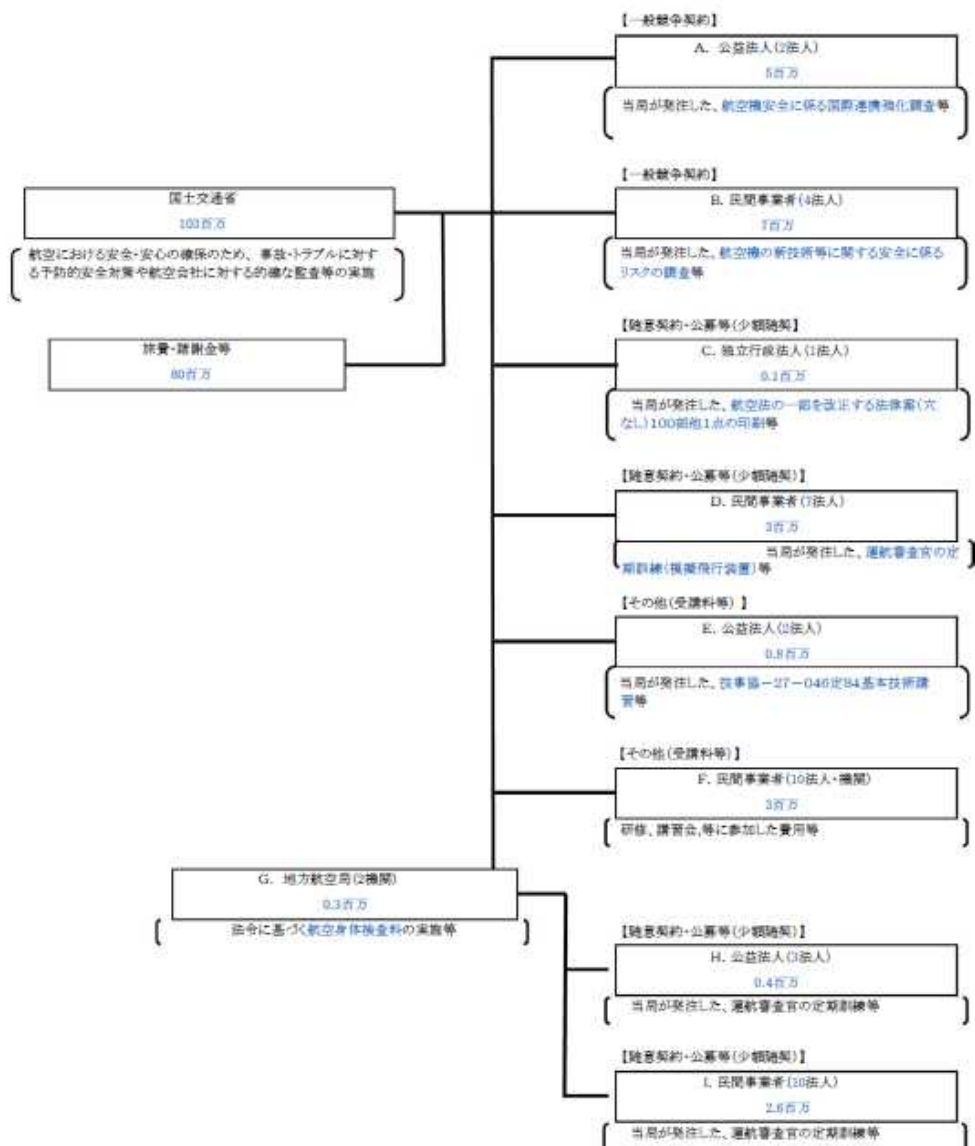 【一般競争契約】
A. 公益法人(2法人)
5百万
当局が発注した、航空機安全に係る国際連携強化調査等
【一般競争契約】
国土交通省
103百万
航空における安全・安心の確保のため、事故・トラブルに対す
る予防的安全対策や航空会社に対する的確な監査等の実施
B. 民間事業者(4法人)
7百万
当局が発注した、航空機の新技術等に関する安全に係る
リスクの調査等
旅費・諸謝金等
80百万
【随意契約・公募等(少額随契】
C. 独立行政法人(1法人)
0.1百万
当局が発注した、航空法の一部を改正する法律案(穴
なし)100部他1点の印刷等
【随意契約・公募等(少額随契)】
D. 民間事業者(7法人)
3百万
当局が発注した、運航審査官の定
期訓練(模擬飛行装置)等
【その他(受講料等)】
E. 公益法人(2法人)
0.8百万
当局が発注した、技事協－27－046定84基本技術講
習等
【その他(受講料等)】
F. 民間事業者(10法人・機関)
3百万
研修、講習会,等に参加した費用等
G. 地方航空局(2機関)
0.3百万
法令に基づく航空身体検査料の実施等
【随意契約・公募等(少額随契)】
H. 公益法人(3法人)
0.4百万
当局が発注した、運航審査官の定期訓練等
【随意契約・公募等(少額随契)】
I. 民間事業者(10法人)
2.6百万
当局が発注した、運航審査官の定期訓練等